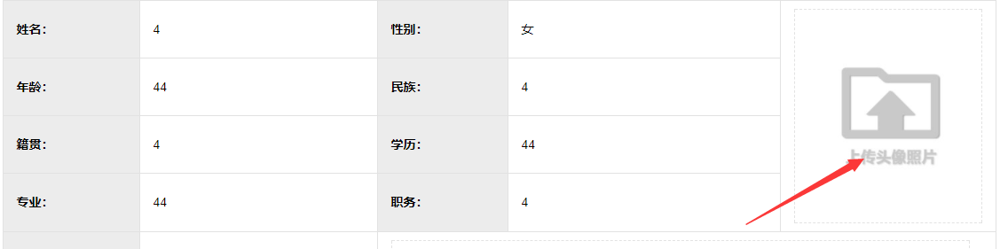 姓名： 4 性别： 女
年龄： 44 民族： 4
籍贯： 4 学历： 44
上传头像照片
专业： 44 职务： 4